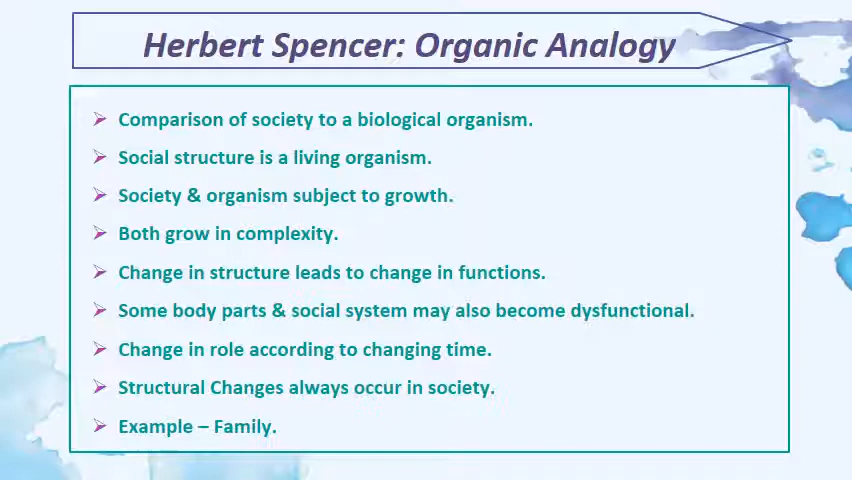 Herbert Spencer: Organic Analogy
Comparison of society to a biological organism.
Social structure is a living organism.
Society & organism subject to growth.
Both grow in complexity.
Change in structure leads to change in functions.
Some body parts & social system may also become dysfunctional.
Change in role according to changing time.
Structural Changes always occur in society.
Example – Family.